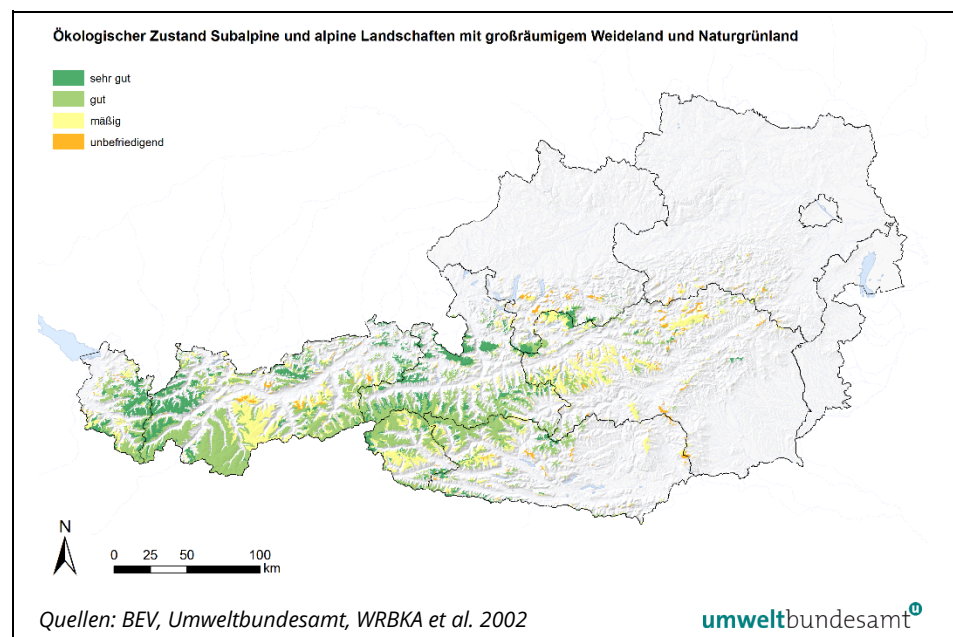 Ökologischer Zustand Subalpine und alpine Landschaften mit großräumigem Weideland und Naturgrünland
sehr gut
gut
mäßig
unbefriedigend
N
0 25 50 100
km
Quellen: BEV, Umweltbundesamt, WRBKA et al. 2002
umweltbundesamt u